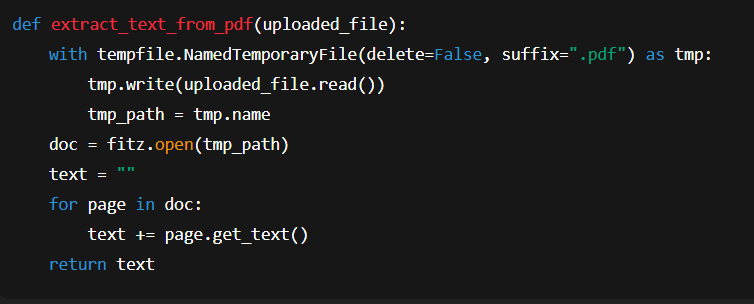 def extract_text_from_pdf(uploaded_file):
    with tempfile.NamedTemporaryFile(delete=False, suffix=".pdf") as tmp:
        tmp.write(uploaded_file.read())
        tmp_path = tmp.name
    doc = fitz.open(tmp_path)
    text = ""
    for page in doc:
        text += page.get_text()
    return text